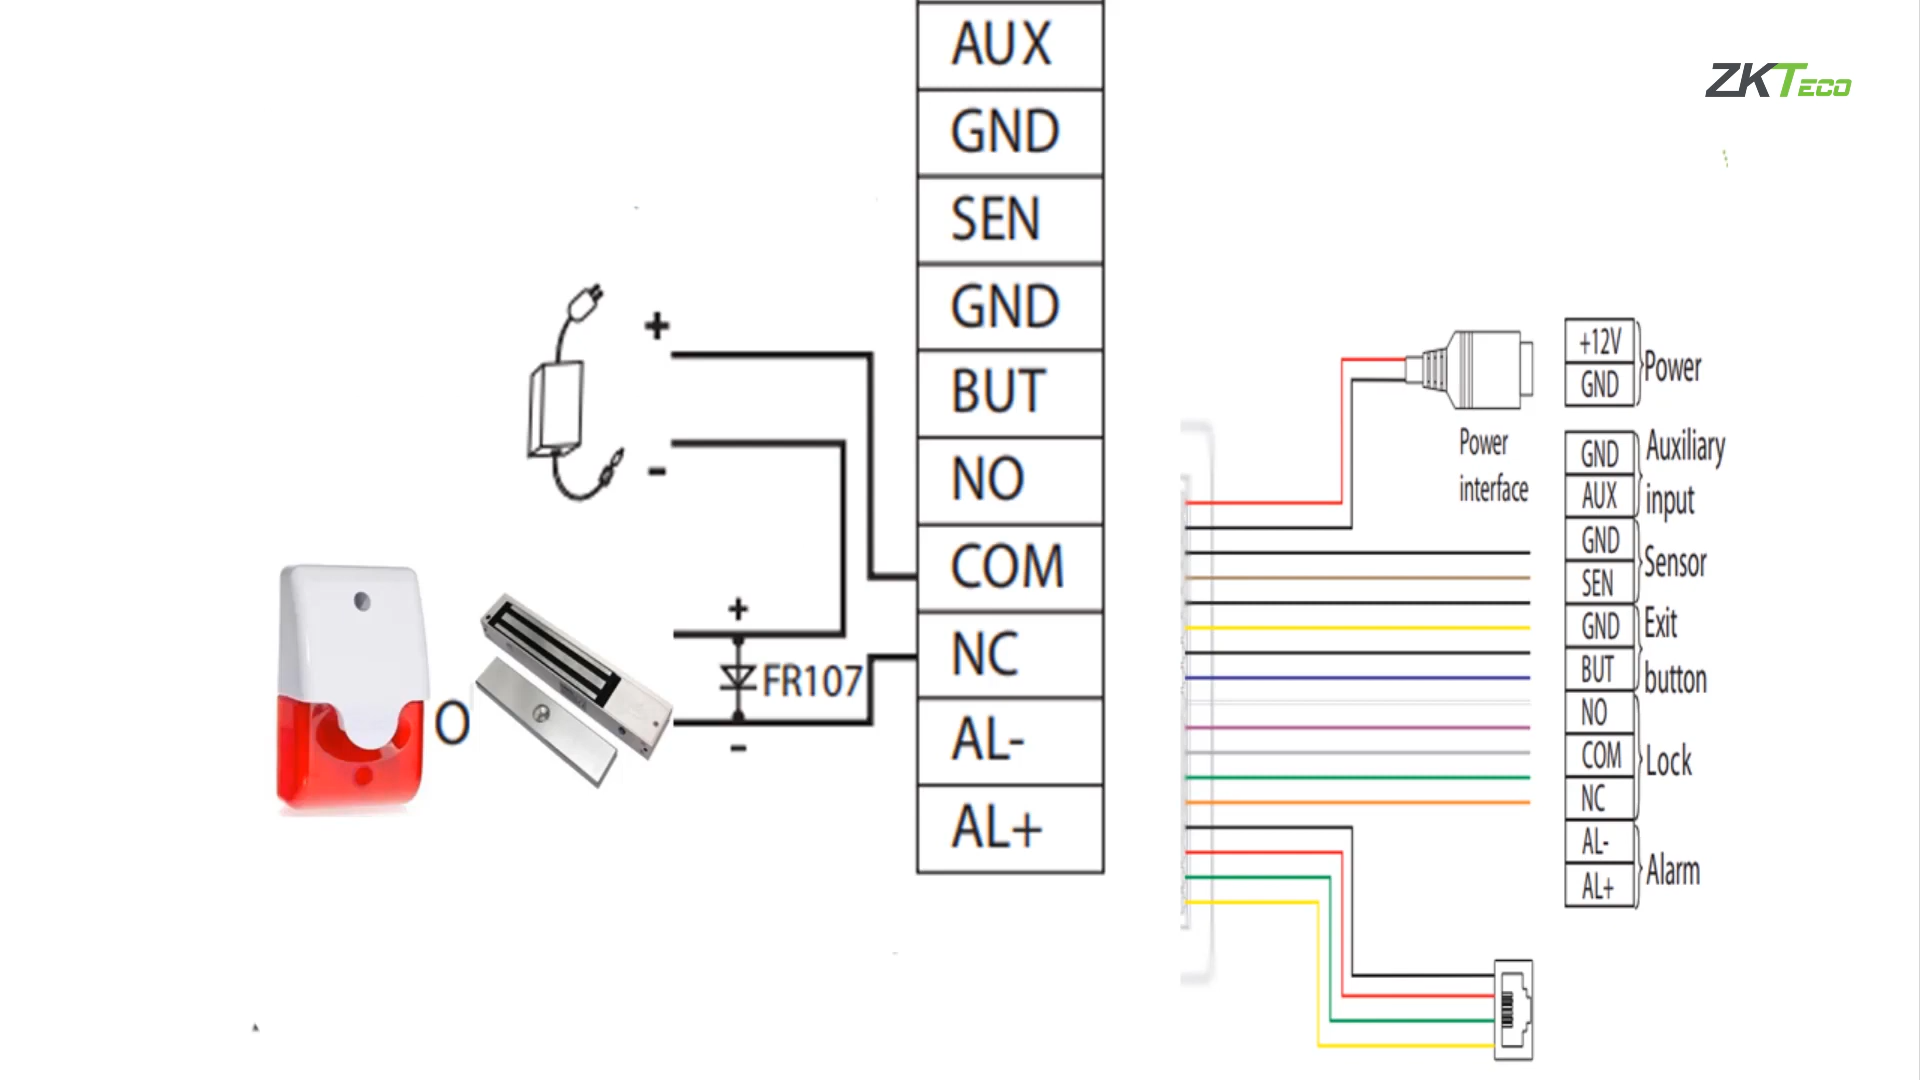 AUX
GND
SEN
GND
BUT
NO
COM
NC
AL-
AL+
+
-
O
+
FR107
-
ZKTeco
+12V
GND
Power
Power
interface
GND
AUX
Auxiliary
input
GND
SEN
Sensor
GND
BUT
Exit
button
NO
COM
NC
Lock
AL-
AL+
Alarm